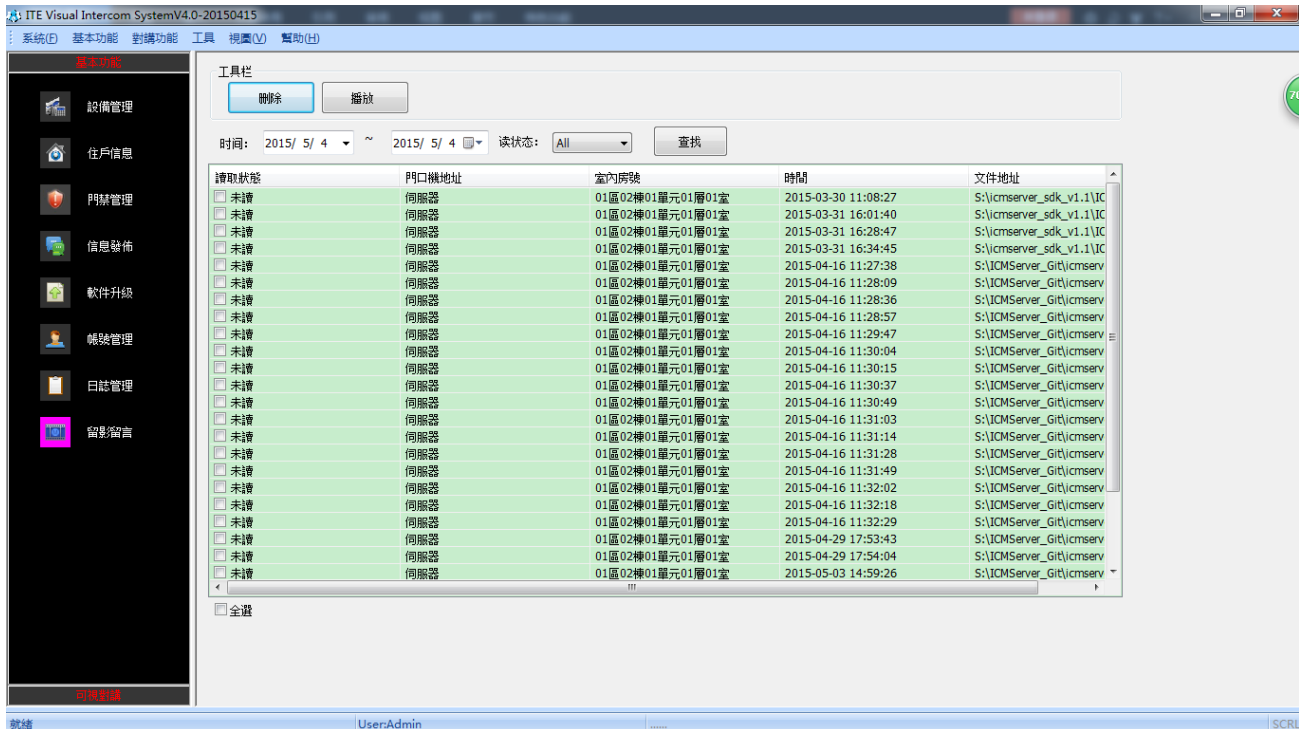 ITE Visual Intercom SystemV4.0-20150415
系统(F) 基本功能 對講功能 工具 視圖(V) 幫助(H)
基本功能
設備管理
住戶信息
門禁管理
信息發佈
軟件升级
帳號管理
日誌管理
留影留言
可視對講
工具栏
删除 播放
时间: 2015/ 5/ 4 ~ 2015/ 5/ 4 读状态: All 查找
讀取狀態 門口機地址 室內房號 時間 文件地址
未讀 伺服器 01區02棟01單元01層01室 2015-03-30 11:08:27 S:\icmserver_sdk_v1.1\IC
未讀 伺服器 01區02棟01單元01層01室 2015-03-31 16:01:40 S:\icmserver_sdk_v1.1\IC
未讀 伺服器 01區02棟01單元01層01室 2015-03-31 16:28:47 S:\icmserver_sdk_v1.1\IC
未讀 伺服器 01區02棟01單元01層01室 2015-03-31 16:34:45 S:\icmserver_sdk_v1.1\IC
未讀 伺服器 01區02棟01單元01層01室 2015-04-16 11:27:38 S:\ICMServer_Git\icmserv
未讀 伺服器 01區02棟01單元01層01室 2015-04-16 11:28:09 S:\ICMServer_Git\icmserv
未讀 伺服器 01區02棟01單元01層01室 2015-04-16 11:28:36 S:\ICMServer_Git\icmserv
未讀 伺服器 01區02棟01單元01層01室 2015-04-16 11:28:57 S:\ICMServer_Git\icmserv
未讀 伺服器 01區02棟01單元01層01室 2015-04-16 11:29:47 S:\ICMServer_Git\icmserv
未讀 伺服器 01區02棟01單元01層01室 2015-04-16 11:30:04 S:\ICMServer_Git\icmserv
未讀 伺服器 01區02棟01單元01層01室 2015-04-16 11:30:15 S:\ICMServer_Git\icmserv
未讀 伺服器 01區02棟01單元01層01室 2015-04-16 11:30:37 S:\ICMServer_Git\icmserv
未讀 伺服器 01區02棟01單元01層01室 2015-04-16 11:30:49 S:\ICMServer_Git\icmserv
未讀 伺服器 01區02棟01單元01層01室 2015-04-16 11:31:03 S:\ICMServer_Git\icmserv
未讀 伺服器 01區02棟01單元01層01室 2015-04-16 11:31:14 S:\ICMServer_Git\icmserv
未讀 伺服器 01區02棟01單元01層01室 2015-04-16 11:31:28 S:\ICMServer_Git\icmserv
未讀 伺服器 01區02棟01單元01層01室 2015-04-16 11:31:49 S:\ICMServer_Git\icmserv
未讀 伺服器 01區02棟01單元01層01室 2015-04-16 11:32:02 S:\ICMServer_Git\icmserv
未讀 伺服器 01區02棟01單元01層01室 2015-04-16 11:32:18 S:\ICMServer_Git\icmserv
未讀 伺服器 01區02棟01單元01層01室 2015-04-16 11:32:29 S:\ICMServer_Git\icmserv
未讀 伺服器 01區02棟01單元01層01室 2015-04-29 17:53:43 S:\ICMServer_Git\icmserv
未讀 伺服器 01區02棟01單元01層01室 2015-04-29 17:54:04 S:\ICMServer_Git\icmserv
未讀 伺服器 01區02棟01單元01層01室 2015-05-03 14:59:26 S:\ICMServer_Git\icmserv
全選
就绪 User:Admin ...... SCRL